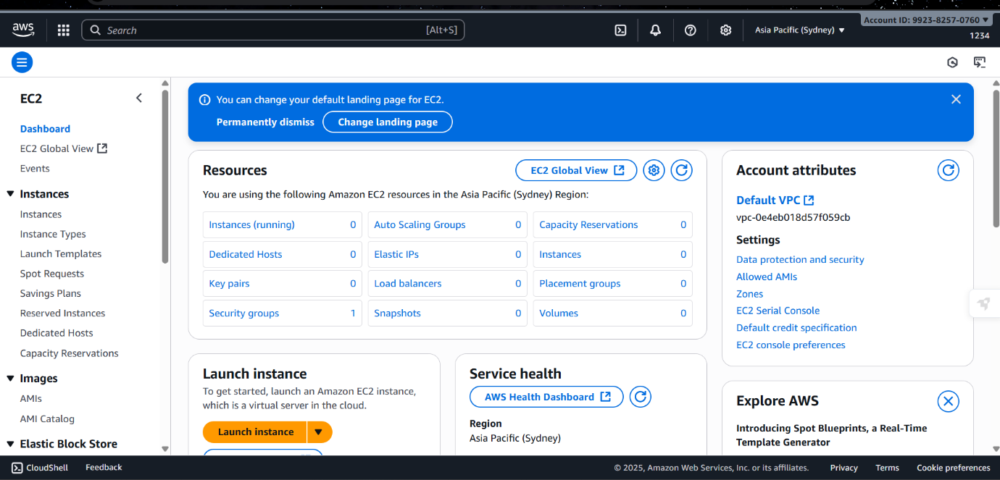 aws
Search
[Alt+S]
Asia Pacific (Sydney)
Account ID: 9923-8257-0760
1234
EC2
Dashboard
EC2 Global View
Events
Instances
Instances
Instance Types
Launch Templates
Spot Requests
Savings Plans
Reserved Instances
Dedicated Hosts
Capacity Reservations
Images
AMIs
AMI Catalog
Elastic Block Store
You can change your default landing page for EC2.
Permanently dismiss
Change landing page
Resources
EC2 Global View
You are using the following Amazon EC2 resources in the Asia Pacific (Sydney) Region:
Instances (running) 0
Auto Scaling Groups 0
Capacity Reservations 0
Dedicated Hosts 0
Elastic IPs 0
Instances 0
Key pairs 0
Load balancers 0
Placement groups 0
Security groups 1
Snapshots 0
Volumes 0
Launch instance
To get started, launch an Amazon EC2 instance,
which is a virtual server in the cloud.
Launch instance
Service health
AWS Health Dashboard
Region
Asia Pacific (Sydney)
Account attributes
Default VPC
vpc-0e4eb018d57f059cb
Settings
Data protection and security
Allowed AMIs
Zones
EC2 Serial Console
Default credit specification
EC2 console preferences
Explore AWS
Introducing Spot Blueprints, a Real-Time
Template Generator
CloudShell
Feedback
© 2025, Amazon Web Services, Inc. or its affiliates.
Privacy
Terms
Cookie preferences